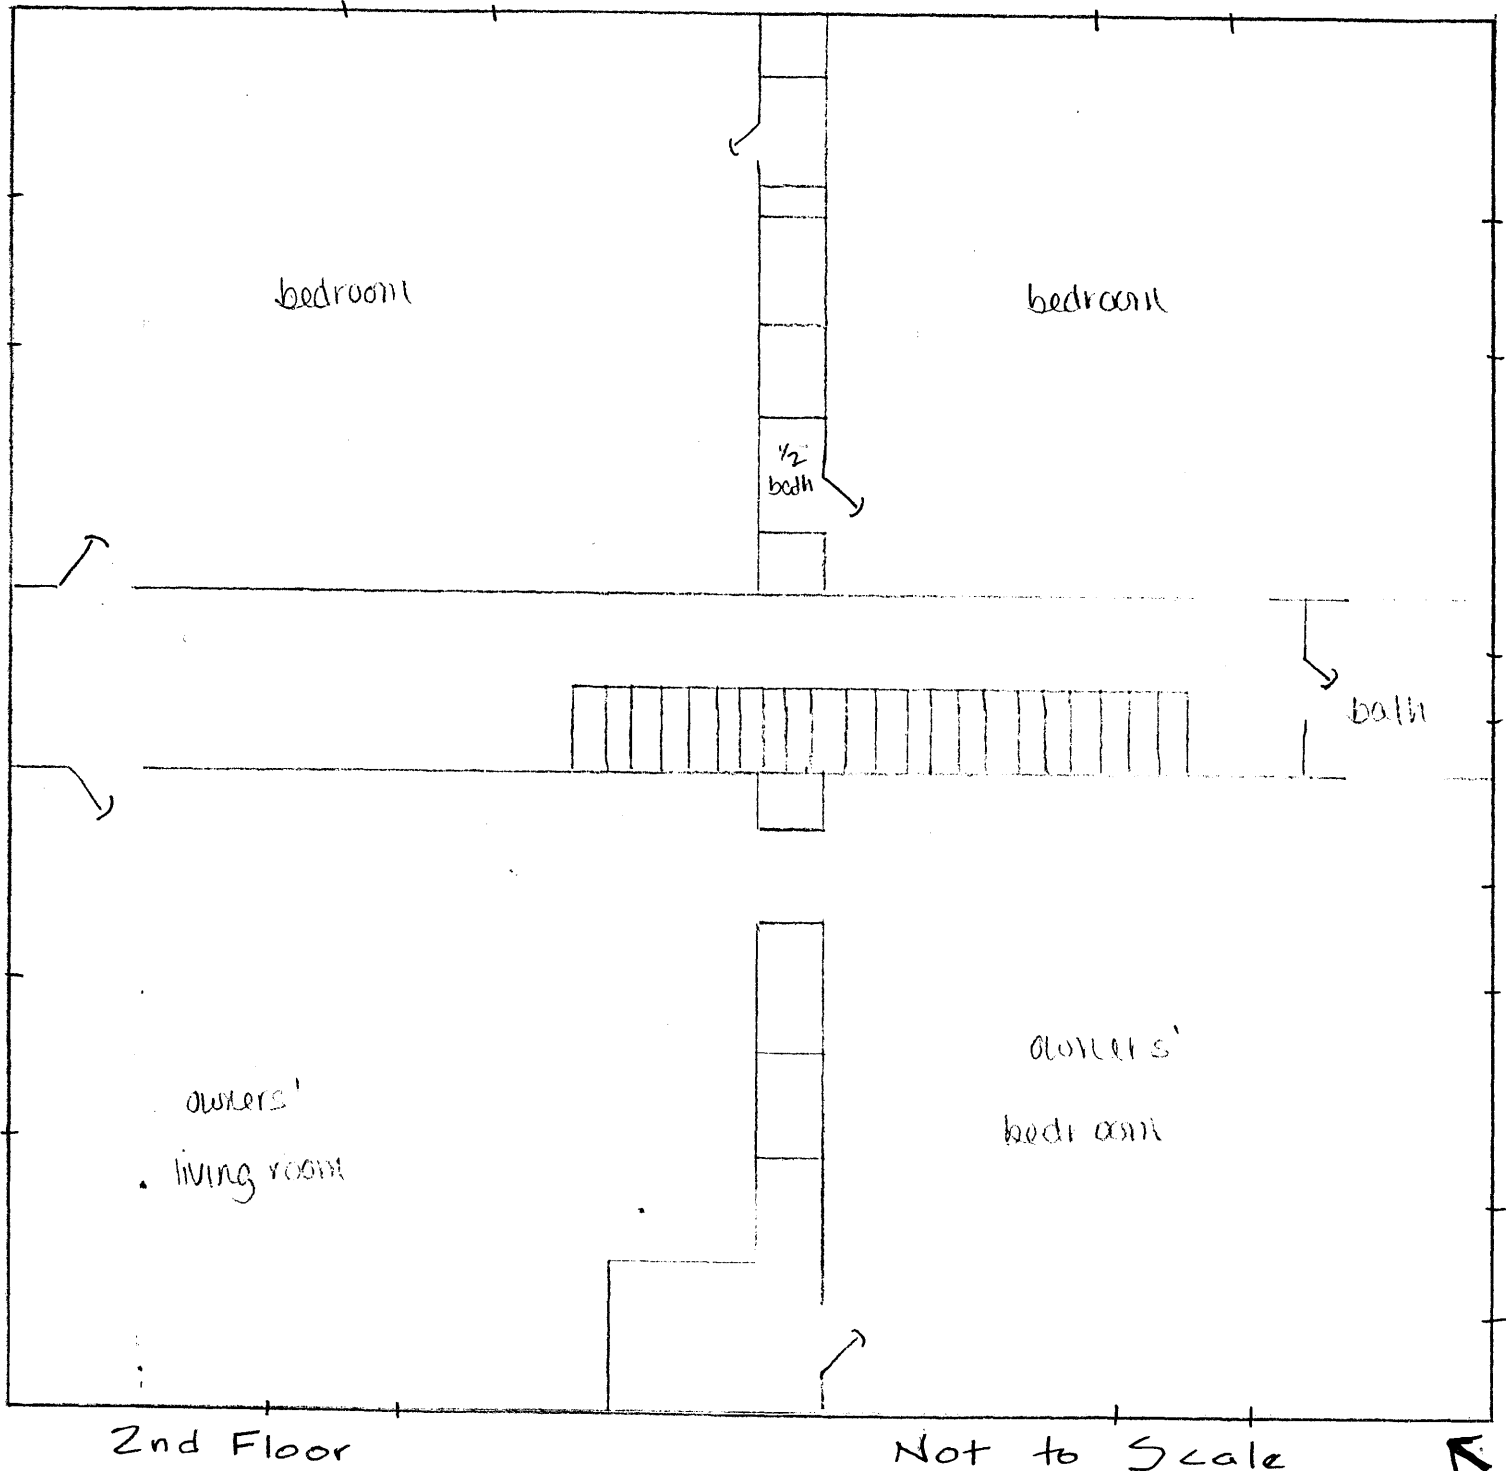 bedroom
bedroom
1/2
bath
bath
owners'
living room
owners'
bedroom
2nd Floor
Not to Scale